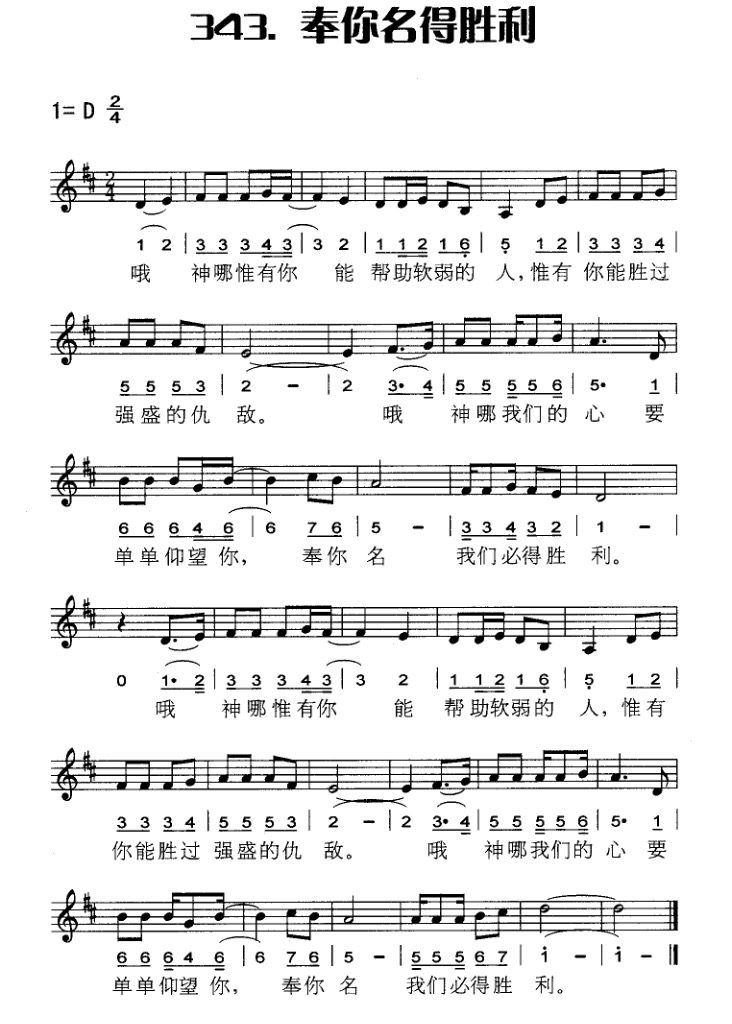 343. 奉你名得胜利
1= D 2/4
1 2 | 3 3 3 4 3 | 3 2 | 1 1 2 1 6 | 5 1 2 | 3 3 3 4 |
哦 神哪惟有你 能 帮助软弱的 人，惟有 你能胜过
5 5 5 3 | 2 – | 2 3· 4 | 5 5 5 5 6 | 5· 1
强盛的仇 敌。 哦 神哪我们的 心 要
6 6 6 4 6 | 6 7 6 | 5 – | 3 3 4 3 2 | 1 – |
单单仰望 你， 奉你 名 我们必得胜 利。
0 1· 2 | 3 3 3 4 3 | 3 2 | 1 1 2 1 6 | 5 1 2 |
哦 神哪惟有你 能 帮助软弱的 人，惟有
3 3 3 4 | 5 5 5 3 | 2 – | 2 3· 4 | 5 5 5 5 6 | 5· 1
你能胜过 强盛的仇 敌。 哦 神哪我们的 心 要
6 6 6 4 6 | 6 7 6 | 5 – | 5 5 5 6 7 | i – | i – ‖
单单仰望 你， 奉你 名 我们必得胜 利。